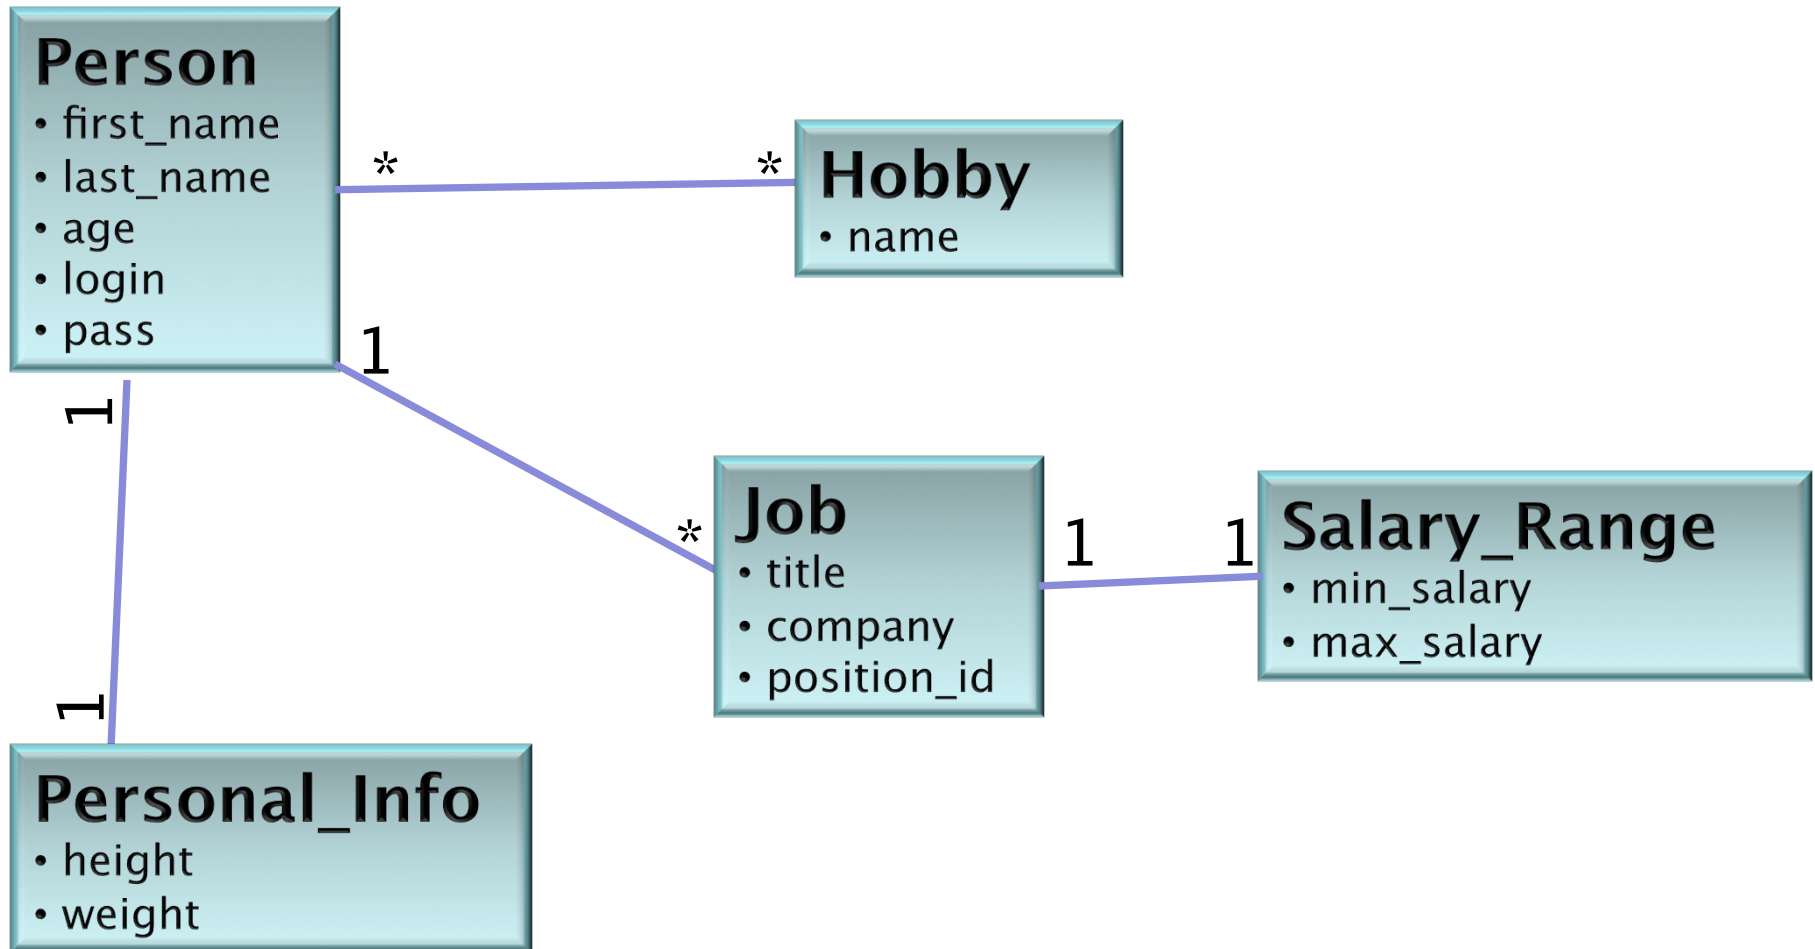 Person
• first_name
• last_name
• age
• login
• pass
* *
Hobby
• name
1
*
1
1
Job
• title
• company
• position_id
1 1
Salary_Range
• min_salary
• max_salary
Personal_Info
• height
• weight